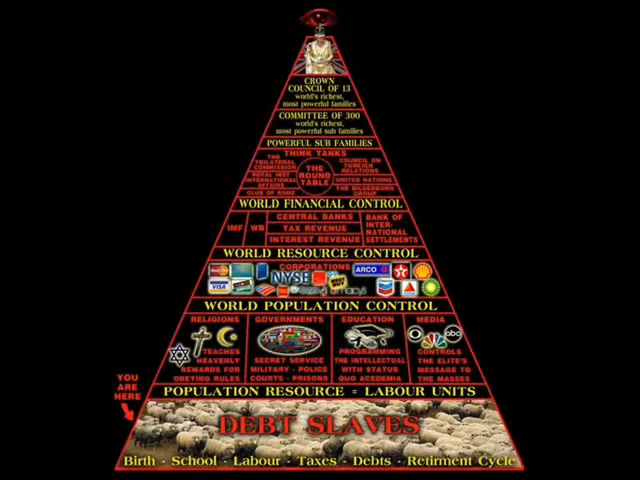 CROWN
COUNCIL OF 13
world's richest,
most powerful families
COMMITTEE OF 300
world's richest,
most powerful sub families
POWERFUL SUB FAMILIES
THINK TANKS
THE
TRILATERAL
COMMISSION
ROYAL INST
INTERNATIONAL
AFFAIRS
CLUB OF ROME
THE
ROUND
TABLE
COUNCIL ON
FOREIGN
RELATIONS
UNITED NATIONS
THE BILDERBURG
GROUP
WORLD FINANCIAL CONTROL
IMF
WB
CENTRAL BANKS
TAX REVENUE
INTEREST REVENUE
BANK OF
INTER-
NATIONAL
SETTLEMENTS
WORLD RESOURCE CONTROL
CORPORATIONS
VISA
NYSE
macy's
ARCO
WORLD POPULATION CONTROL
RELIGIONS
TEACHES
HEAVENLY
REWARDS FOR
OBEYING RULES
GOVERNMENTS
SECRET SERVICE
MILITARY - POLICE
COURTS - PRISONS
EDUCATION
PROGRAMMING
THE INTELLECTUAL
WITH STATUS
QUO ACEDEMIA
MEDIA
abc
CONTROLS
THE ELITE'S
MESSAGE TO
THE MASSES
YOU
ARE
HERE
POPULATION RESOURCE = LABOUR UNITS
DEBT SLAVES
Birth - School - Labour - Taxes - Debts - Retirment Cycle